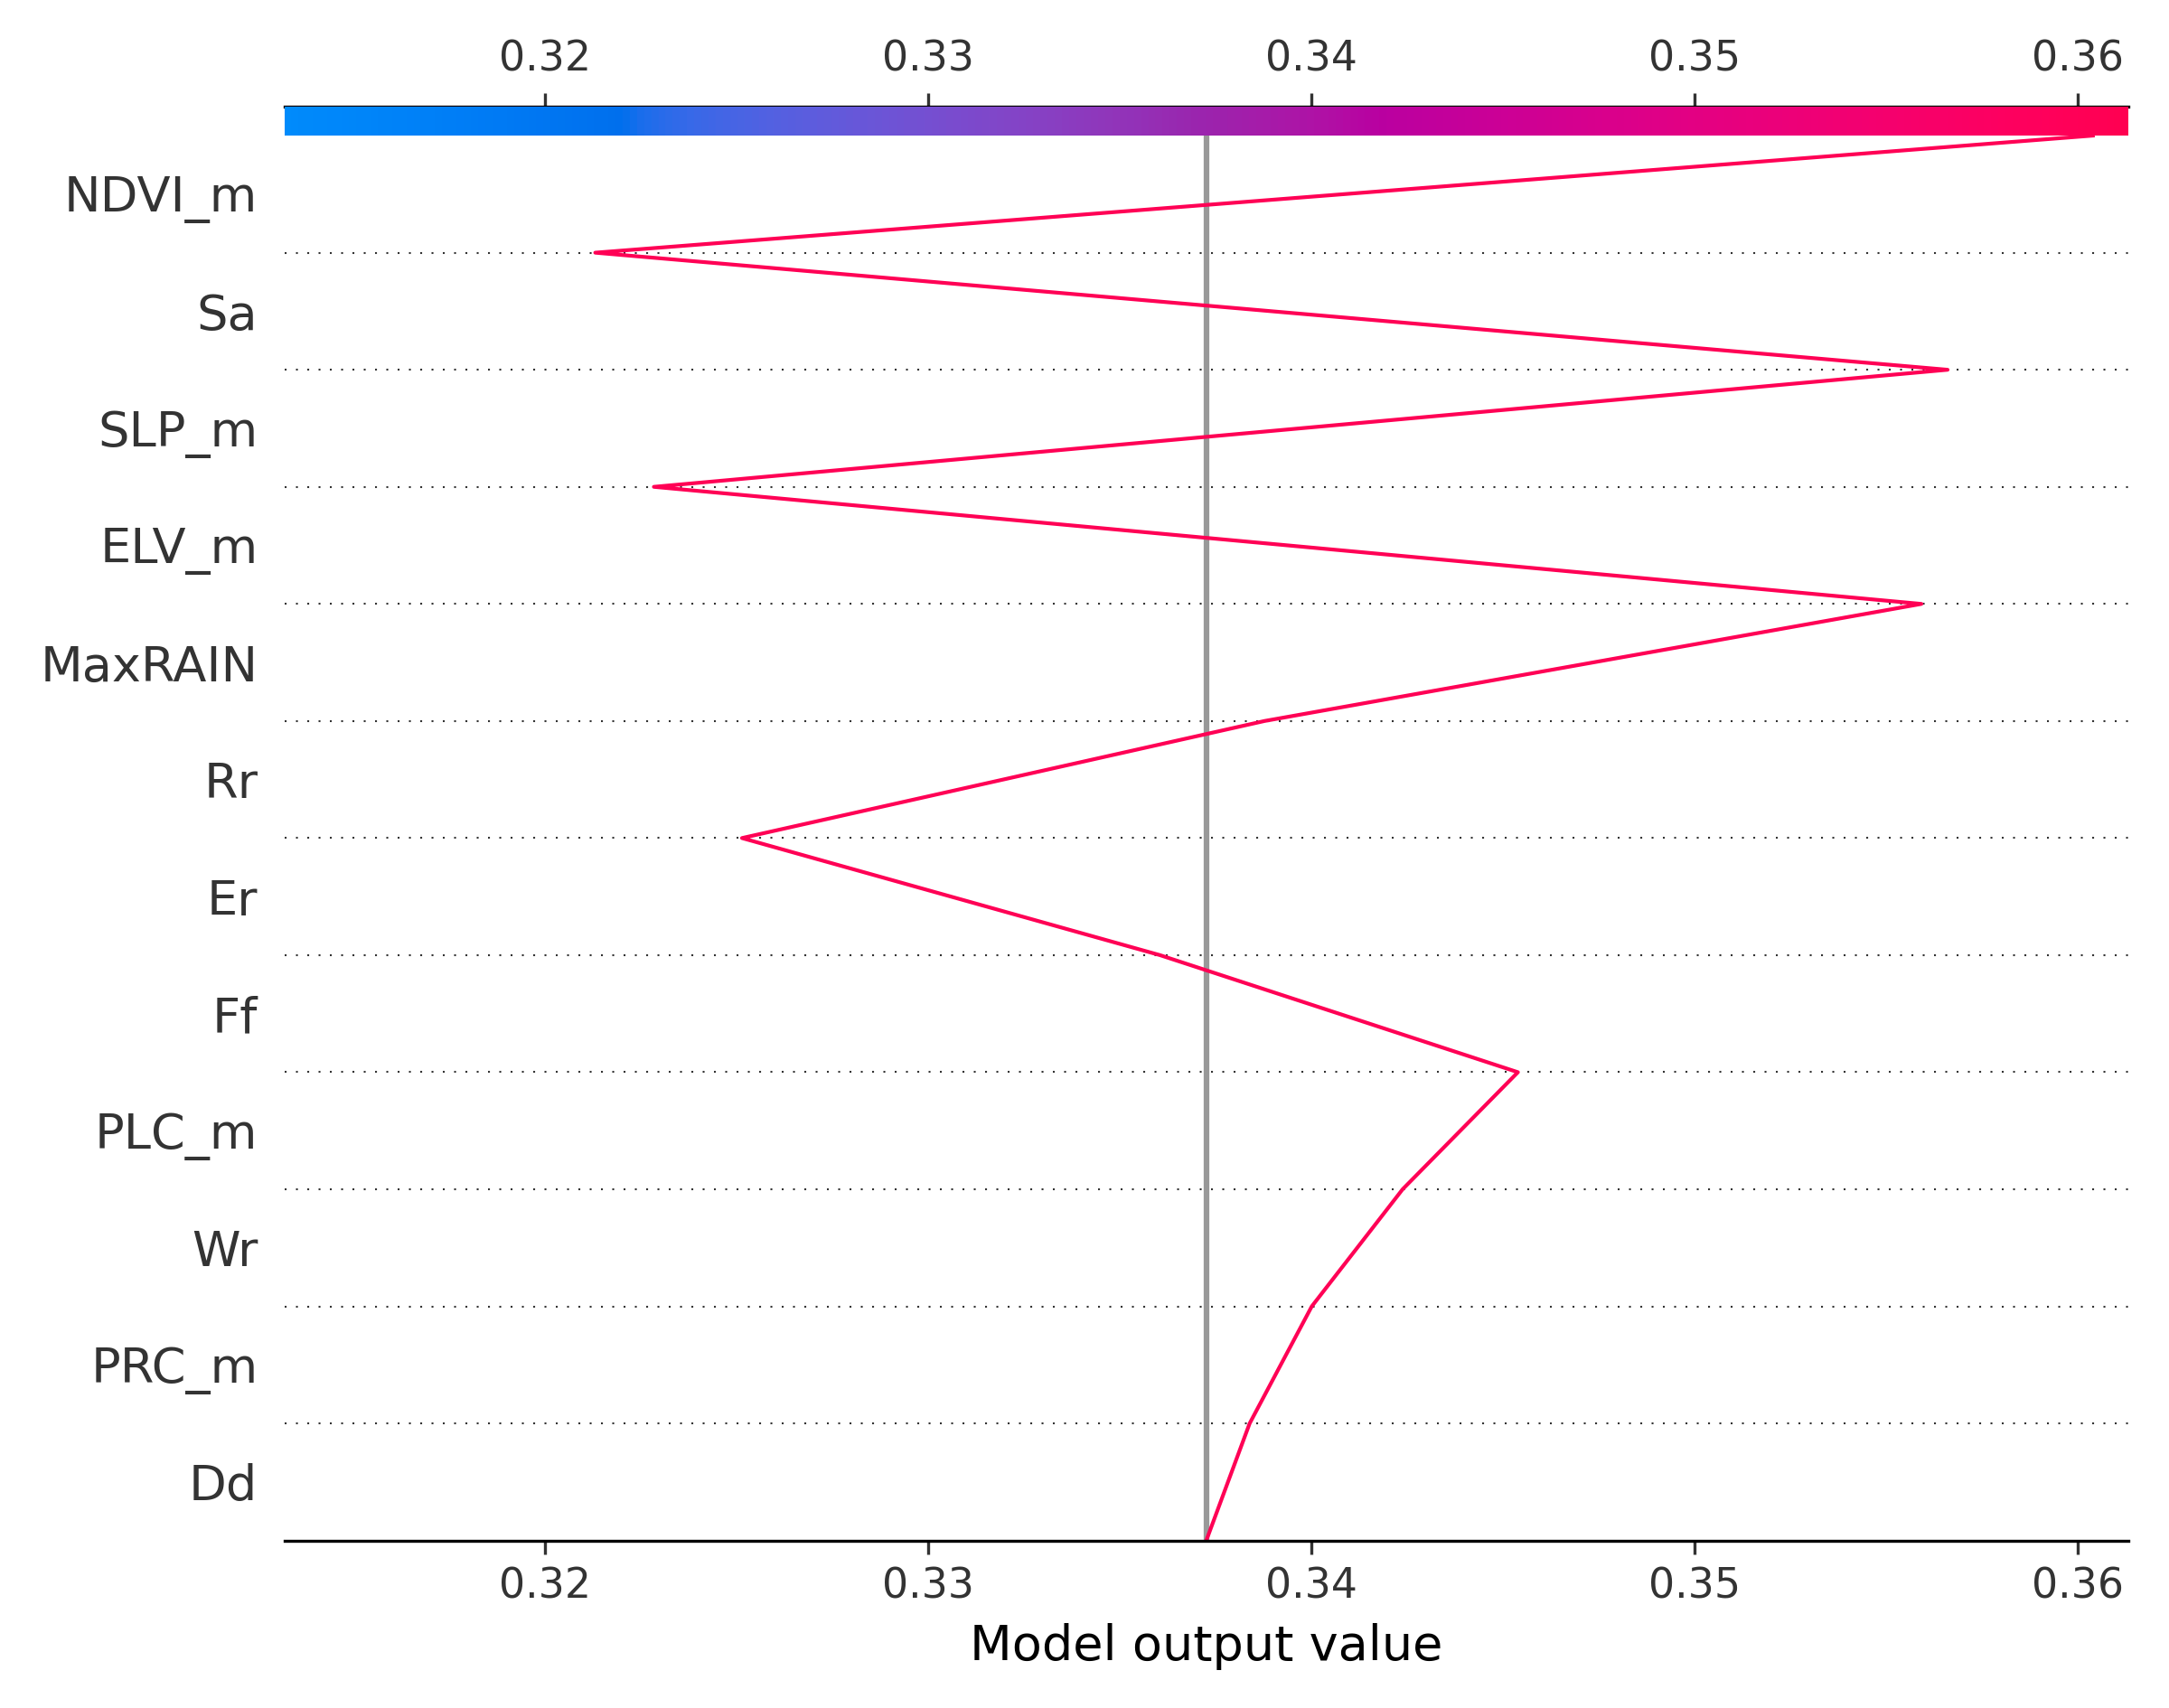 0.32 0.33 0.34 0.35 0.36
NDVI_m
Sa
SLP_m
ELV_m
MaxRAIN
Rr
Er
Ff
PLC_m
Wr
PRC_m
Dd
0.32 0.33 0.34 0.35 0.36
Model output value